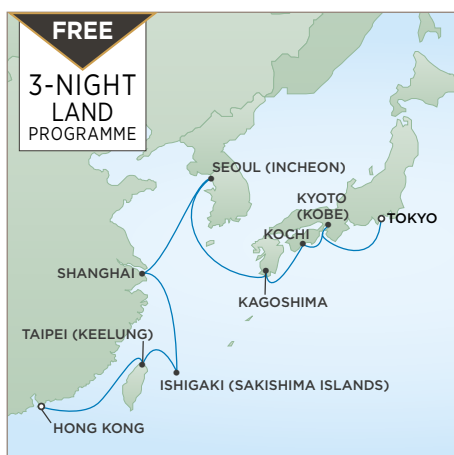 FREE
3-NIGHT
LAND
PROGRAMME
SEOUL (INCHEON)
KYOTO
(KOBE)
TOKYO
KOCHI
SHANGHAI
KAGOSHIMA
TAIPEI (KEELUNG)
ISHIGAKI (SAKISHIMA ISLANDS)
HONG KONG